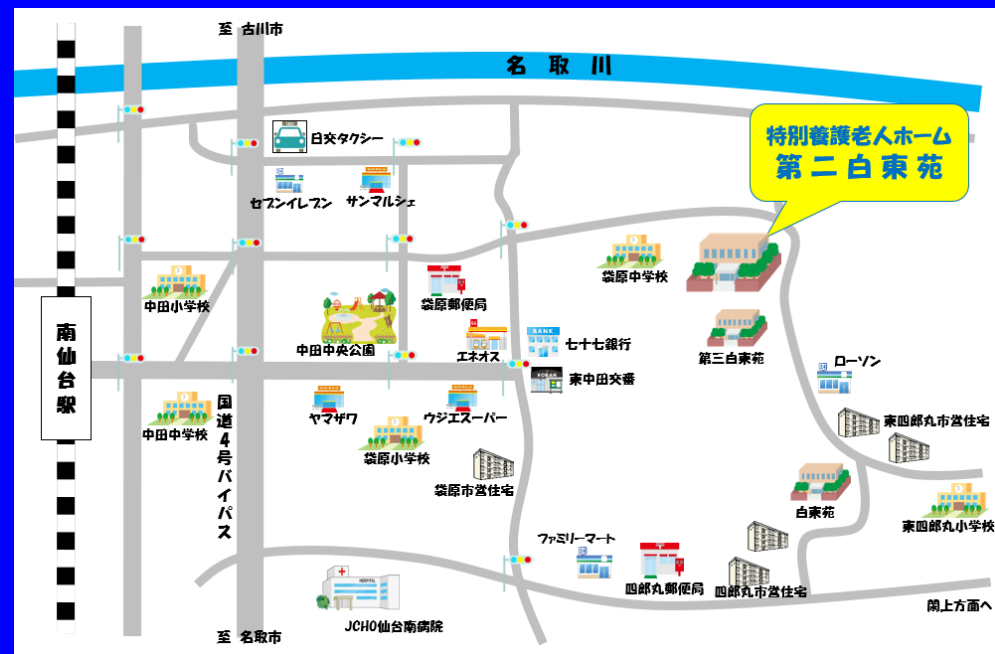 至 古川市
名取川
日交タクシー
特別養護老人ホーム
第二白東苑
セブンイレブン
サンマルシェ
袋原中学校
中田小学校
袋原郵便局
南仙台駅
中田中央公園
エネオス
BANK
七十七銀行
第三白東苑
ローソン
KOBAN
東中田交番
国道4号バイパス
中田中学校
ヤマザワ
ウジエスーパー
東四郎丸市営住宅
袋原小学校
袋原市営住宅
白東苑
東四郎丸小学校
ファミリーマート
HOSPITAL
四郎丸郵便局
四郎丸市営住宅
閖上方面へ
JCHO仙台南病院
至 名取市